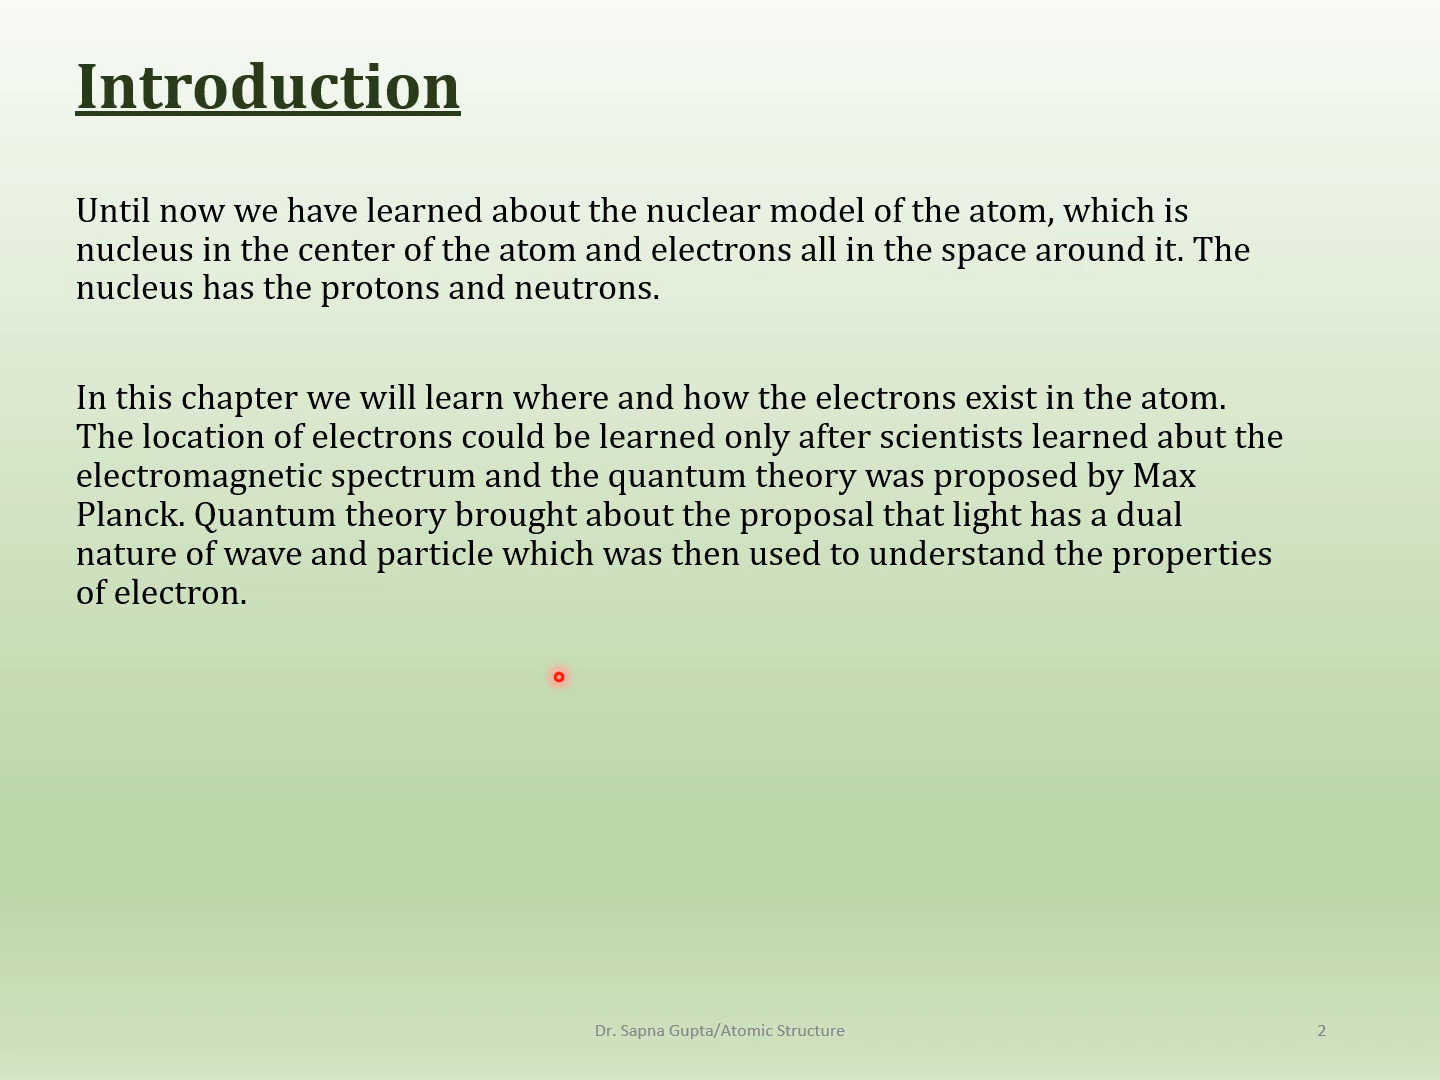 Introduction
Until now we have learned about the nuclear model of the atom, which is
nucleus in the center of the atom and electrons all in the space around it. The
nucleus has the protons and neutrons.
In this chapter we will learn where and how the electrons exist in the atom.
The location of electrons could be learned only after scientists learned abut the
electromagnetic spectrum and the quantum theory was proposed by Max
Planck. Quantum theory brought about the proposal that light has a dual
nature of wave and particle which was then used to understand the properties
of electron.
Dr. Sapna Gupta/Atomic Structure
2